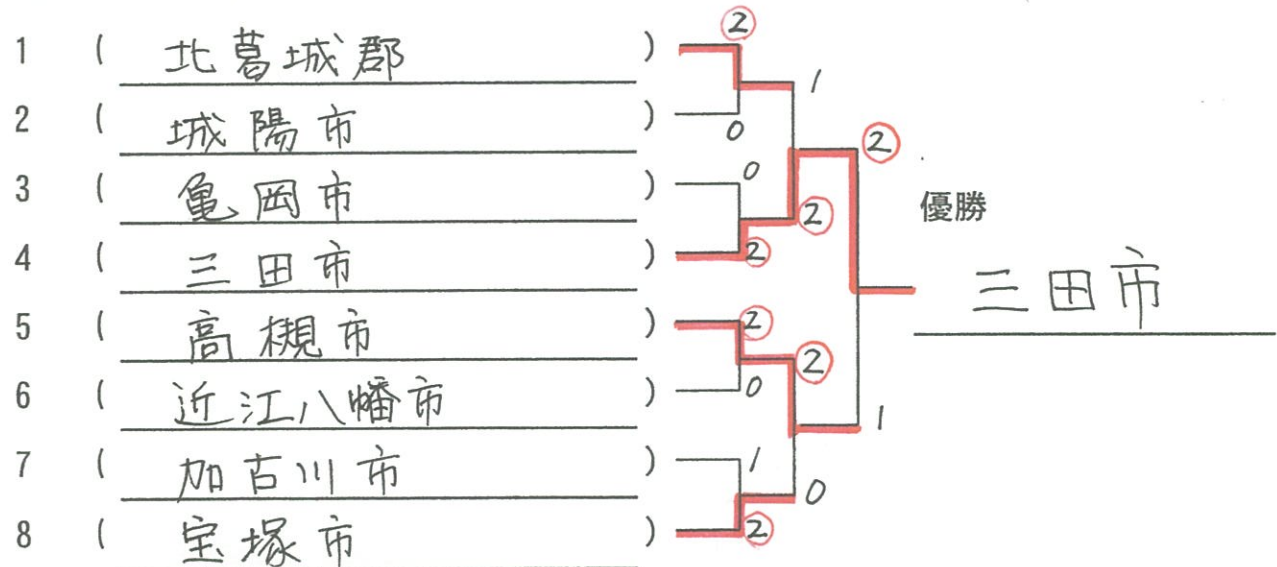 ②
1 ( 北葛城郡 )
1
2 ( 城陽市 )
0
②
0
3 ( 亀岡市 )
②
優勝
4 ( 三田市 )
②
三田市
5 ( 高槻市 )
②
②
6 ( 近江八幡市 )
0
1
7 ( 加古川市 )
1
0
8 ( 宝塚市 )
②